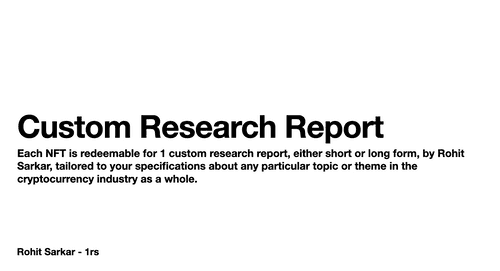 Custom Research Report
Each NFT is redeemable for 1 custom research report, either short or long form, by Rohit
Sarkar, tailored to your specifications about any particular topic or theme in the
cryptocurrency industry as a whole.
Rohit Sarkar - 1rs